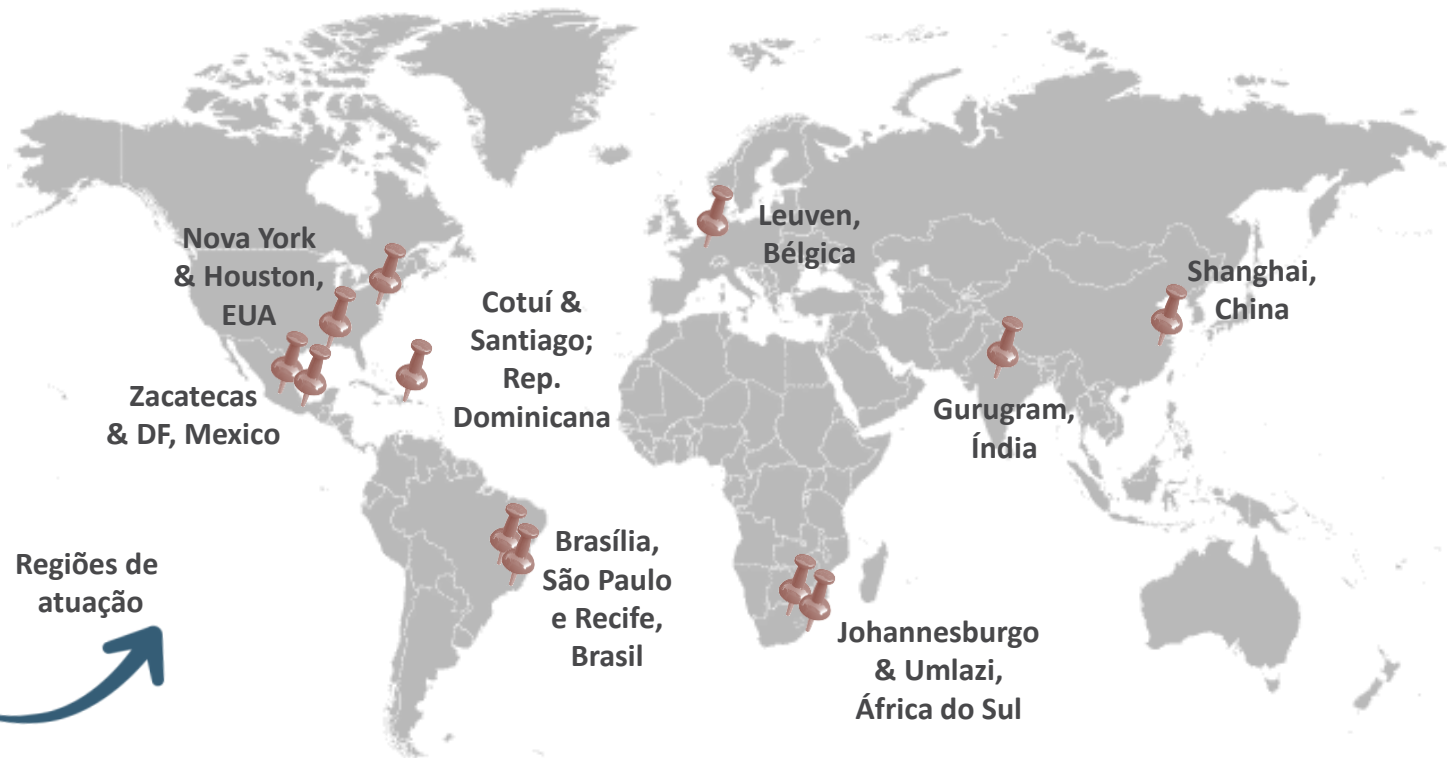 Nova York
& Houston,
EUA
Leuven,
Bélgica
Shanghai,
China
Cotuí &
Santiago;
Rep.
Dominicana
Zacatecas
& DF, Mexico
Gurugram,
Índia
Regiões de
atuação
Brasília,
São Paulo
e Recife,
Brasil
Johannesburgo
& Umlazi,
África do Sul